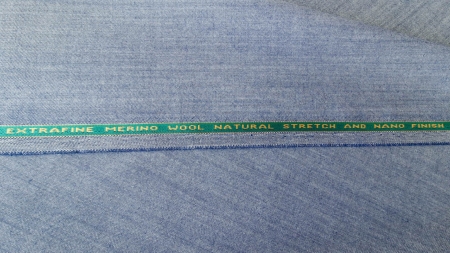 EXTRAFINE MERINO WOOL NATURAL STRETCH AND NANO FINISH